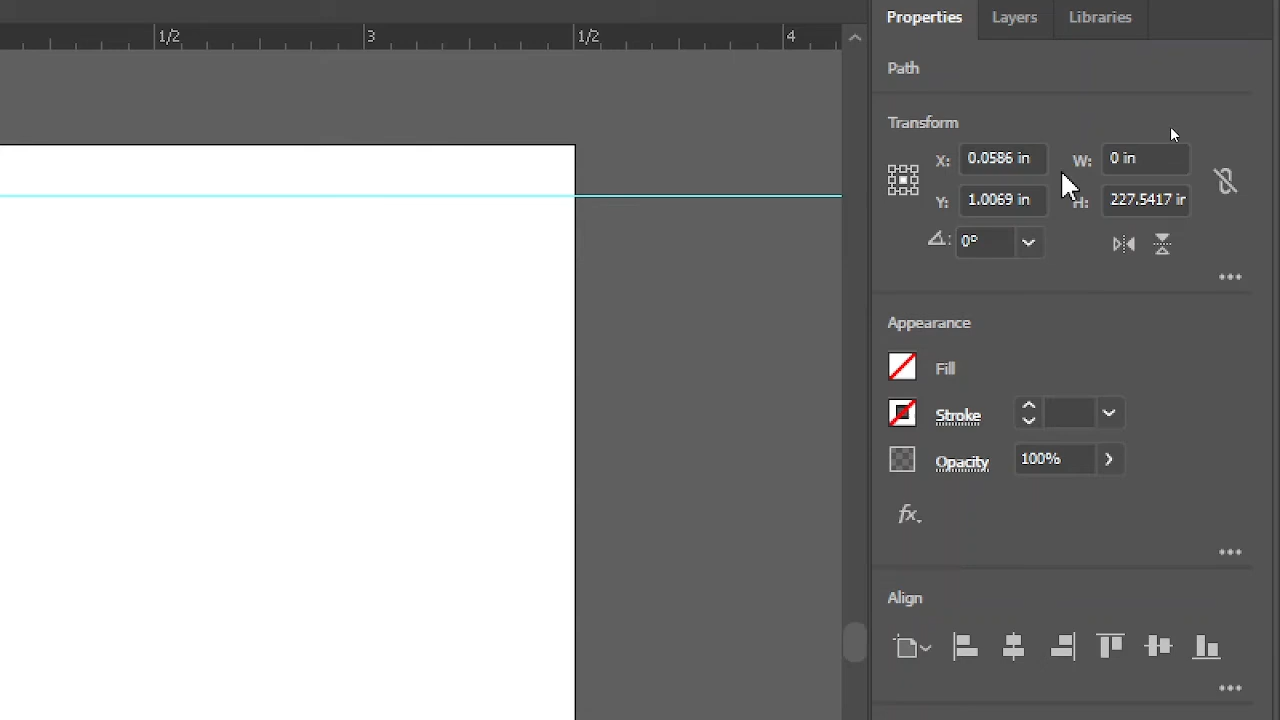 Properties Layers Libraries
1/2 3 1/2 4
Path
Transform
X: 0.0586 in W: 0 in
Y: 1.0069 in H: 227.5417 ir
0°
Appearance
Fill
Stroke
Opacity 100%
fx
Align